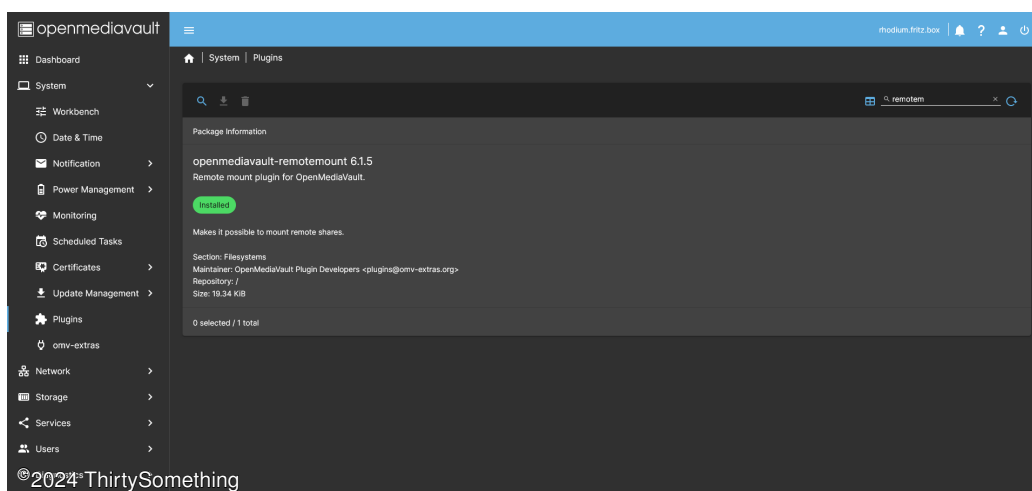 openmediavault
rhodium.fritz.box
Dashboard
System
Workbench
Date & Time
Notification
Power Management
Monitoring
Scheduled Tasks
Certificates
Update Management
Plugins
omv-extras
Network
Storage
Services
Users
System | Plugins
remotem
Package Information
openmediavault-remotemount 6.1.5
Remote mount plugin for OpenMediaVault.
Installed
Makes it possible to mount remote shares.
Section: Filesystems
Maintainer: OpenMediaVault Plugin Developers <plugins@omv-extras.org>
Repository: /
Size: 19.34 KiB
0 selected / 1 total
©2024 ThirtySomething